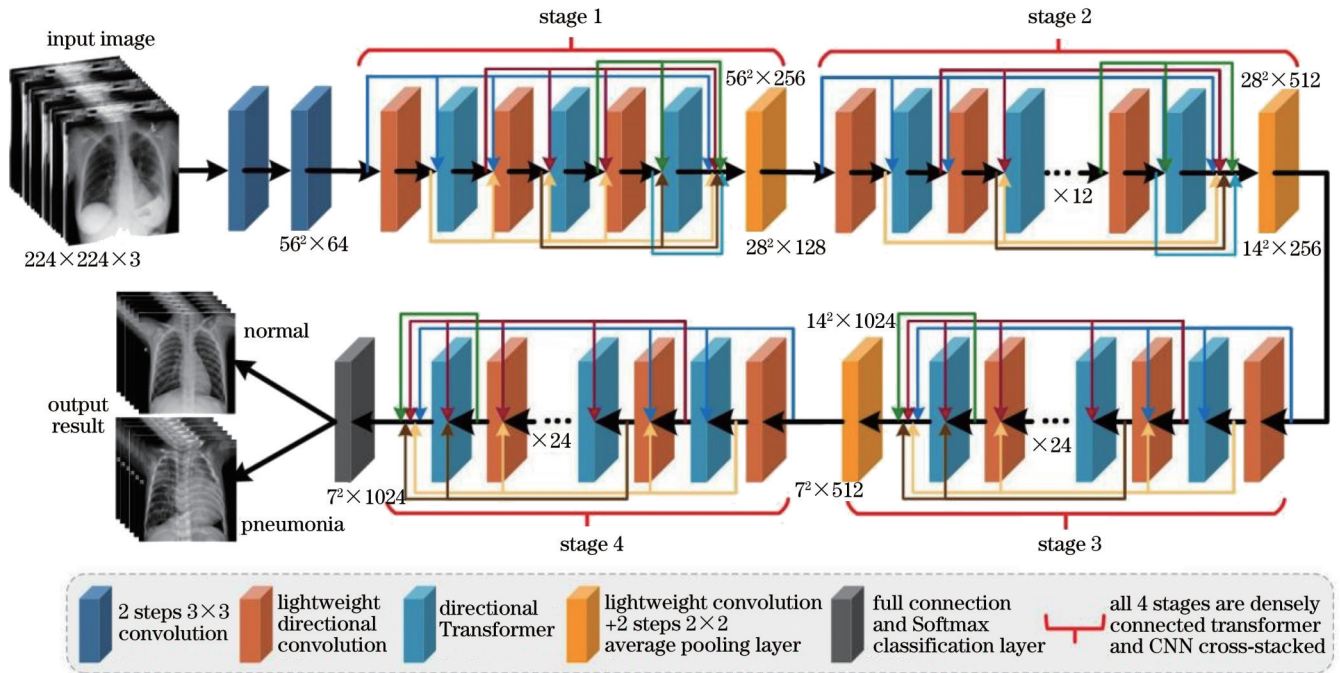 stage 1
stage 2
input image
56²×256
28²×512
×12
56²×64
28²×128
14²×256
224×224×3
normal
14²×1024
output
result
×24
×24
7²×1024
7²×512
pneumonia
stage 4
stage 3
2 steps 3×3
convolution
lightweight
directional
convolution
directional
Transformer
lightweight convolution
+2 steps 2×2
average pooling layer
full connection
and Softmax
classification layer
all 4 stages are densely
connected transformer
and CNN cross-stacked